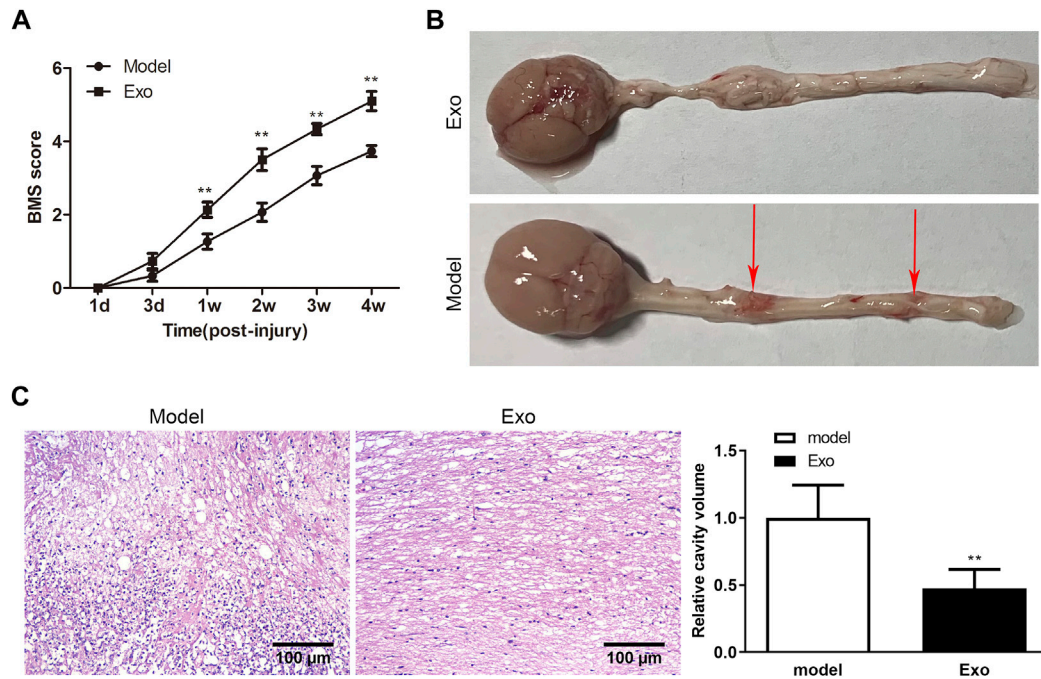 A
Model
Exo
6
4
2
0
BMS score
**
**
**
**
1d
3d
1w
2w
3w
4w
Time(post-injury)
B
Exo
Model
C
Model
Exo
100 μm
100 μm
model
Exo
1.5
1.0
0.5
0.0
Relative cavity volume
**
model
Exo